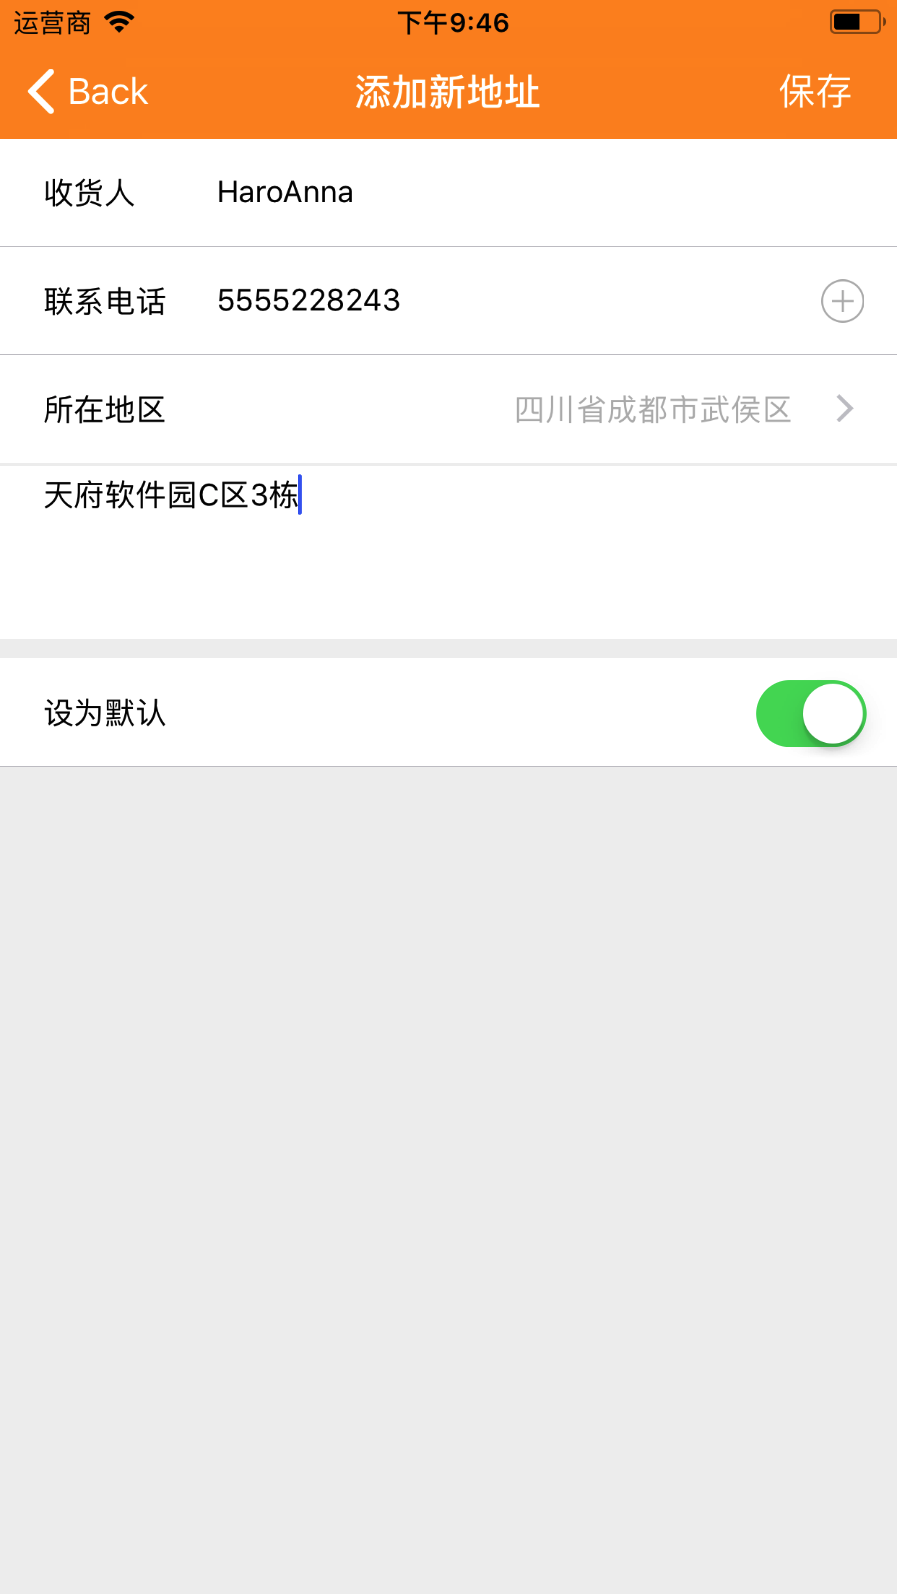 运营商 下午9:46
Back 添加新地址 保存
收货人 HaroAnna
联系电话 5555228243
所在地区 四川省成都市武侯区
天府软件园C区3栋
设为默认